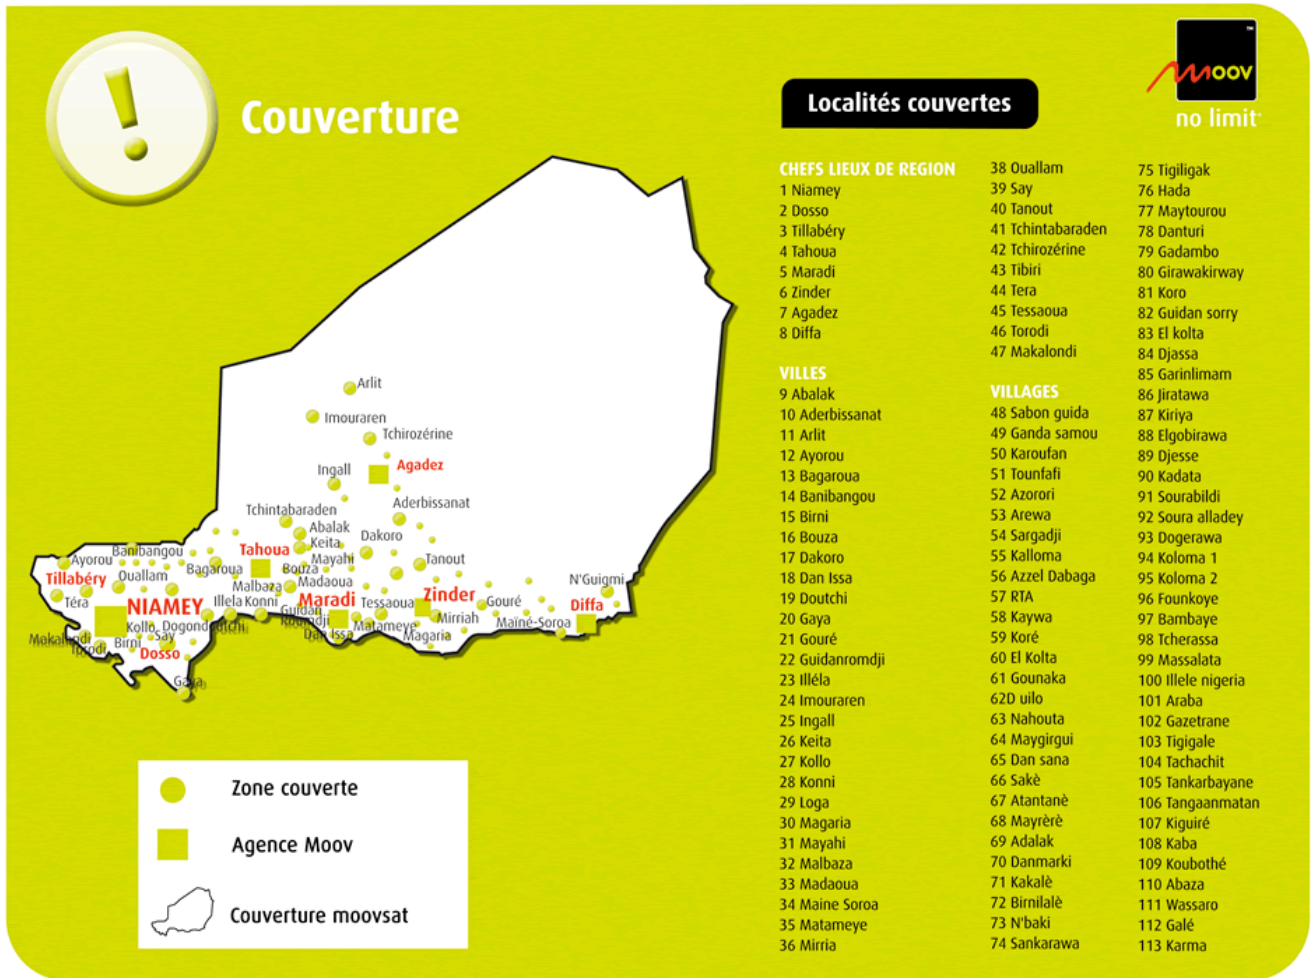 Couverture
Localités couvertes
moov
no limit
CHEFS LIEUX DE REGION
1 Niamey
2 Dosso
3 Tillabéry
4 Tahoua
5 Maradi
6 Zinder
7 Agadez
8 Diffa
VILLES
9 Abalak
10 Aderbissanat
11 Arlit
12 Ayorou
13 Bagaroua
14 Banibangou
15 Birni
16 Bouza
17 Dakoro
18 Dan Issa
19 Doutchi
20 Gaya
21 Gouré
22 Guidanromdji
23 Illéla
24 Imouraren
25 Ingall
26 Keita
27 Kollo
28 Konni
29 Loga
30 Magaria
31 Mayahi
32 Malbaza
33 Madaoua
34 Maine Soroa
35 Matameye
36 Mirria
38 Ouallam
39 Say
40 Tanout
41 Tchintabaraden
42 Tchirozérine
43 Tibiri
44 Tera
45 Tessaoua
46 Torodi
47 Makalondi
VILLAGES
48 Sabon guida
49 Ganda samou
50 Karoufan
51 Tounfafi
52 Azorori
53 Arewa
54 Sargadji
55 Kalloma
56 Azzel Dabaga
57 RTA
58 Kaywa
59 Koré
60 El Kolta
61 Gounaka
62D uilo
63 Nahouta
64 Maygirgui
65 Dan sana
66 Sakè
67 Atantanè
68 Mayrèrè
69 Adalak
70 Danmarki
71 Kakalè
72 Birnilalè
73 N'baki
74 Sankarawa
75 Tigiligak
76 Hada
77 Maytourou
78 Danturi
79 Gadambo
80 Girawakirway
81 Koro
82 Guidan sorry
83 El kolta
84 Djassa
85 Garinlimam
86 Jiratawa
87 Kiriya
88 Elgobirawa
89 Djesse
90 Kadata
91 Sourabildi
92 Soura alladey
93 Dogerawa
94 Koloma 1
95 Koloma 2
96 Founkoye
97 Bambaye
98 Tcherassa
99 Massalata
100 Illele nigeria
101 Araba
102 Gazetrane
103 Tigigale
104 Tachachit
105 Tankarbayane
106 Tangaanmatan
107 Kiguiré
108 Kaba
109 Koubothé
110 Abaza
111 Wassaro
112 Galé
113 Karma
Arlit
Imouraren
Tchirozérine
Agadez
Ingall
Aderbissanat
Tchintabaraden
Abalak
Keita
Dakoro
Tahoua
Banibangou
Ayorou
Mayahi
Tanout
Bagaroua
Bouza
Tillabéry
Ouallam
Malbaza
Madaoua
N'Guigmi
Téra
NIAMEY
Illela
Konni
Maradi
Tessaoua
Zinder
Gouré
Diffa
Guidan
Roumdji
Kollo
Dogondoutchi
Matameye
Mirriah
Maïné-Soroa
Makalondi
Say
Dan Issa
Magaria
Torodi
Birni
Dosso
Gaya
Zone couverte
Agence Moov
Couverture moovsat